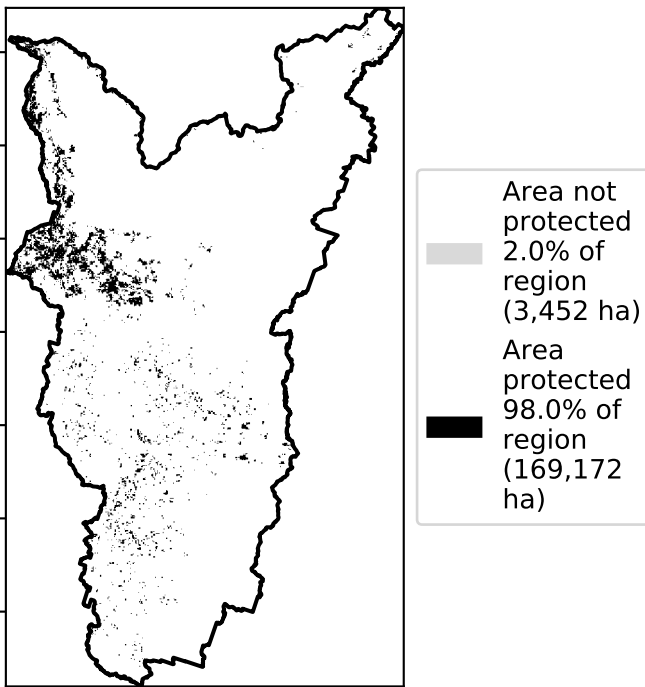 Area not
protected
2.0% of
region
(3,452 ha)
Area
protected
98.0% of
region
(169,172
ha)